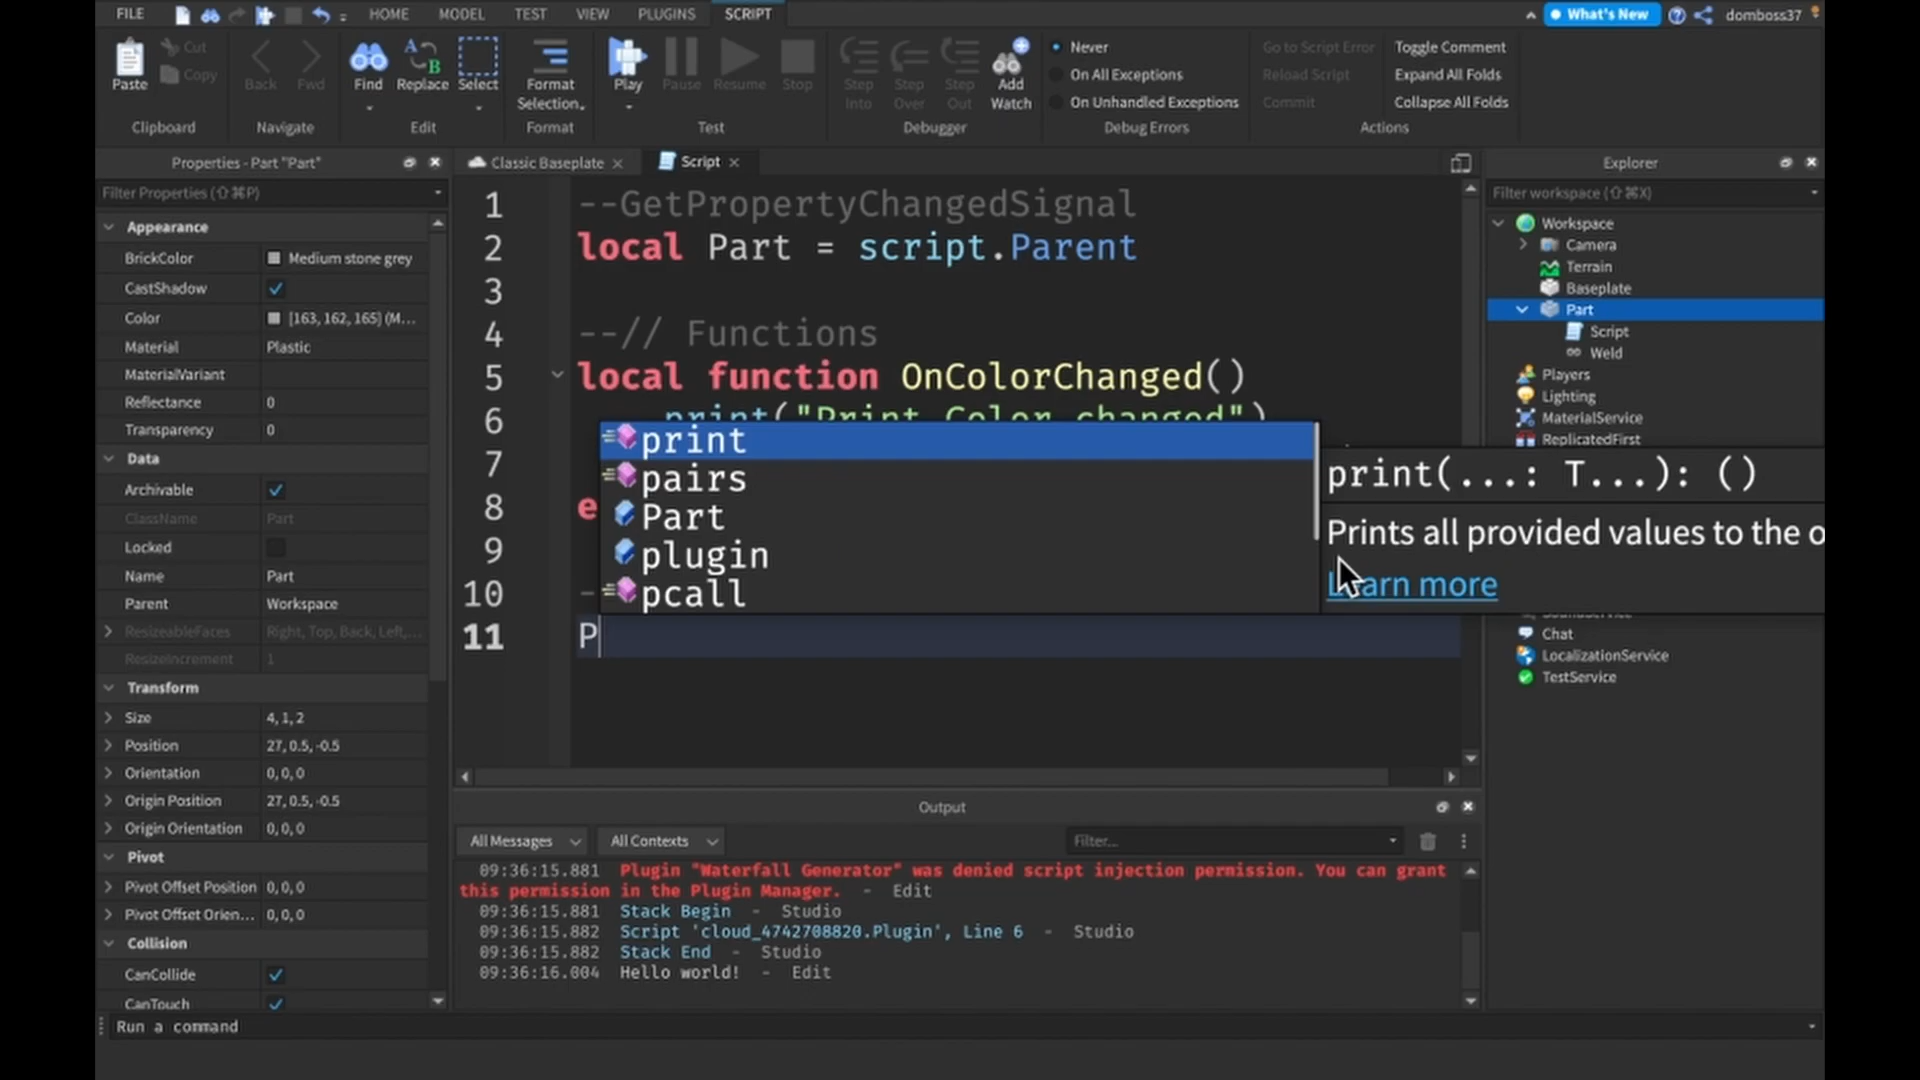 FILE HOME MODEL TEST VIEW PLUGINS SCRIPT What's New domboss37
Paste Cut Copy Back Fwd Find Replace Select Format Selection Play Pause Resume Stop Step Into Step Over Step Out Add Watch
Never
On All Exceptions
On Unhandled Exceptions
Go to Script Error
Reload Script
Commit
Toggle Comment
Expand All Folds
Collapse All Folds
Clipboard Navigate Edit Format Test Debugger Debug Errors Actions
Properties - Part "Part"
Filter Properties (⇧⌘P)
Appearance
BrickColor Medium stone grey
CastShadow
Color [163, 162, 165] (M...
Material Plastic
MaterialVariant
Reflectance 0
Transparency 0
Data
Archivable
ClassName Part
Locked
Name Part
Parent Workspace
ResizeableFaces Right, Top, Back, Left,...
ResizeIncrement 1
Transform
Size 4, 1, 2
Position 27, 0.5, -0.5
Orientation 0, 0, 0
Origin Position 27, 0.5, -0.5
Origin Orientation 0, 0, 0
Pivot
Pivot Offset Position 0, 0, 0
Pivot Offset Orien... 0, 0, 0
Collision
CanCollide
CanTouch
Classic Baseplate Script
1 --GetPropertyChangedSignal
2 local Part = script.Parent
3
4 --// Functions
5 local function OnColorChanged()
6 print("Print Color changed")
7
8 e
9
10 -
11 P
print
pairs
Part
plugin
pcall
print(...: T...): ()
Prints all provided values to the o
Learn more
Explorer
Filter workspace (⇧⌘X)
Workspace
Camera
Terrain
Baseplate
Part
Script
Weld
Players
Lighting
MaterialService
ReplicatedFirst
SoundService
Chat
LocalizationService
TestService
Output
All Messages All Contexts Filter...
09:36:15.881 Plugin "Waterfall Generator" was denied script injection permission. You can grant
this permission in the Plugin Manager. - Edit
09:36:15.881 Stack Begin - Studio
09:36:15.882 Script 'cloud_4742708820.Plugin', Line 6 - Studio
09:36:15.882 Stack End - Studio
09:36:16.004 Hello world! - Edit
Run a command